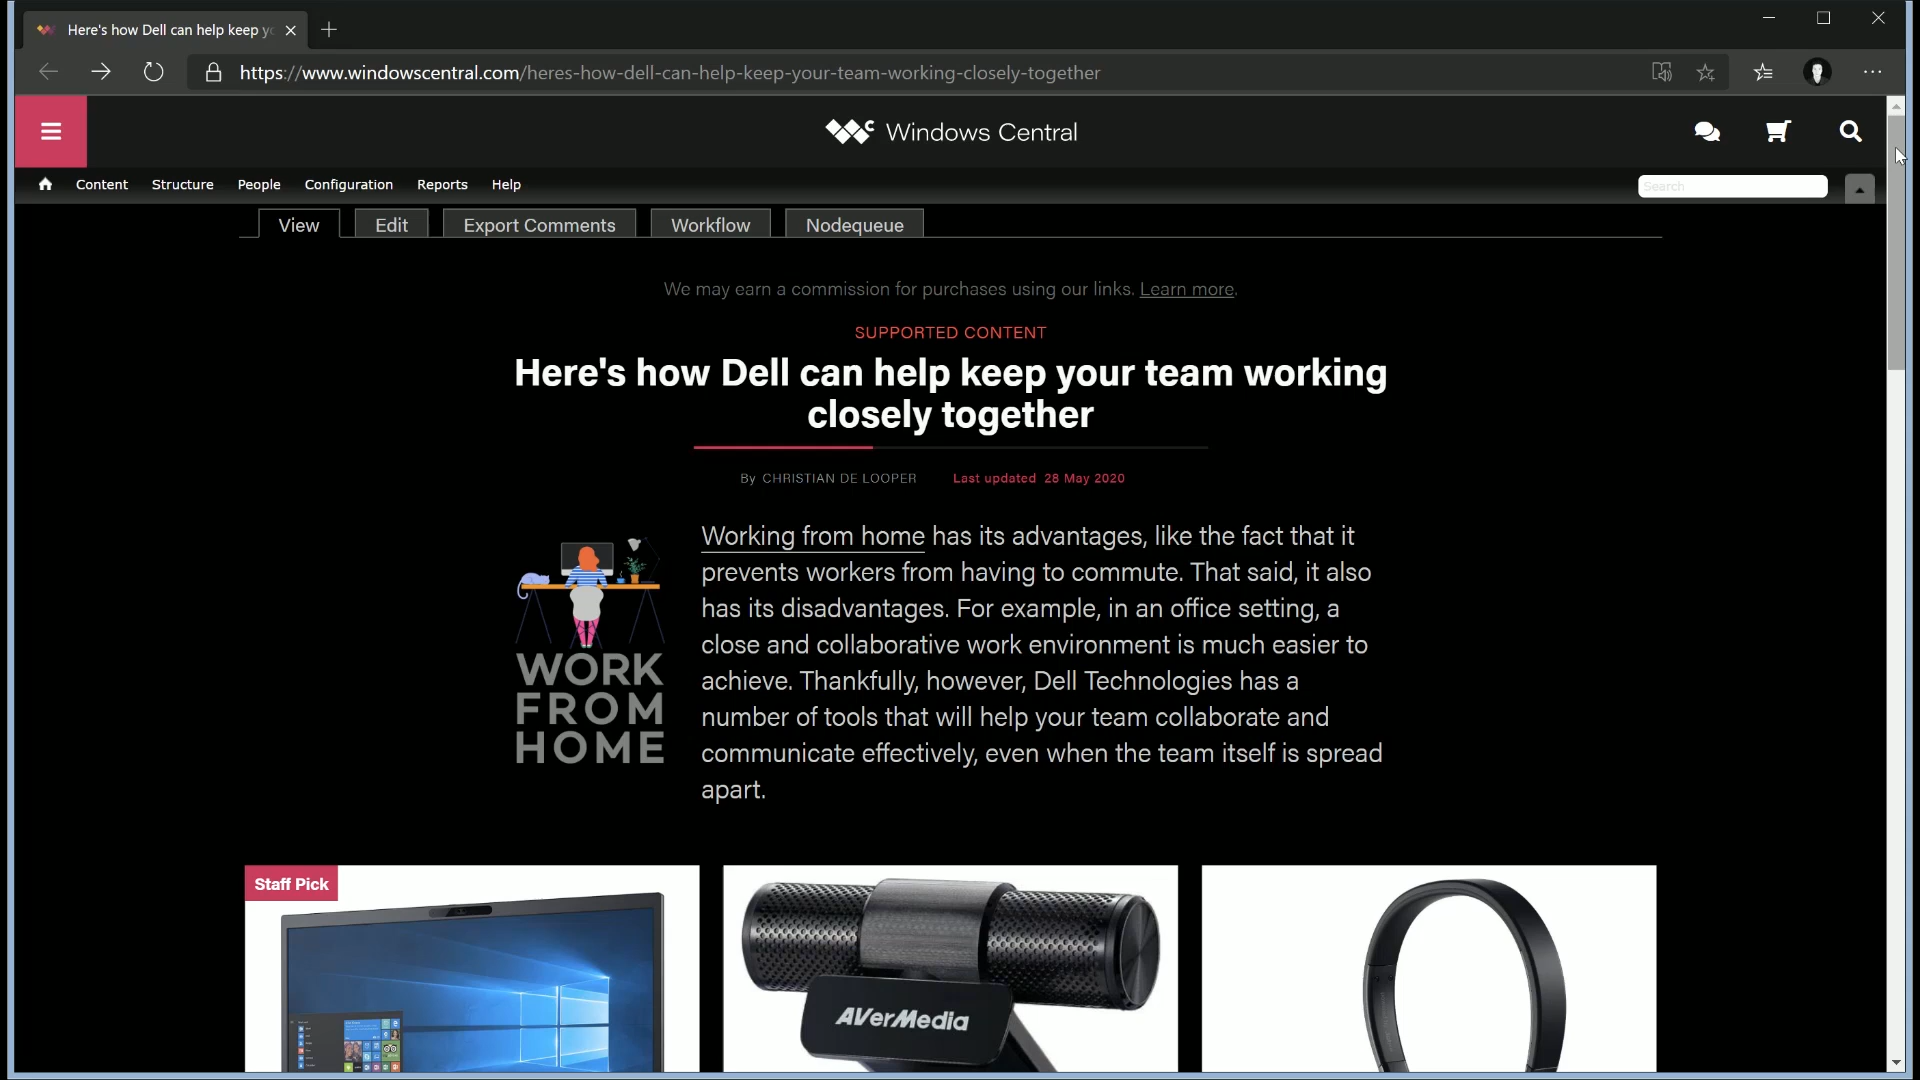 Here's how Dell can help keep yo
https://www.windowscentral.com/heres-how-dell-can-help-keep-your-team-working-closely-together
Windows Central
Content Structure People Configuration Reports Help Search
View Edit Export Comments Workflow Nodequeue
We may earn a commission for purchases using our links. Learn more.
SUPPORTED CONTENT
Here's how Dell can help keep your team working
closely together
By CHRISTIAN DE LOOPER Last updated 28 May 2020
WORK
FROM
HOME
Working from home has its advantages, like the fact that it
prevents workers from having to commute. That said, it also
has its disadvantages. For example, in an office setting, a
close and collaborative work environment is much easier to
achieve. Thankfully, however, Dell Technologies has a
number of tools that will help your team collaborate and
communicate effectively, even when the team itself is spread
apart.
Staff Pick
AVerMedia